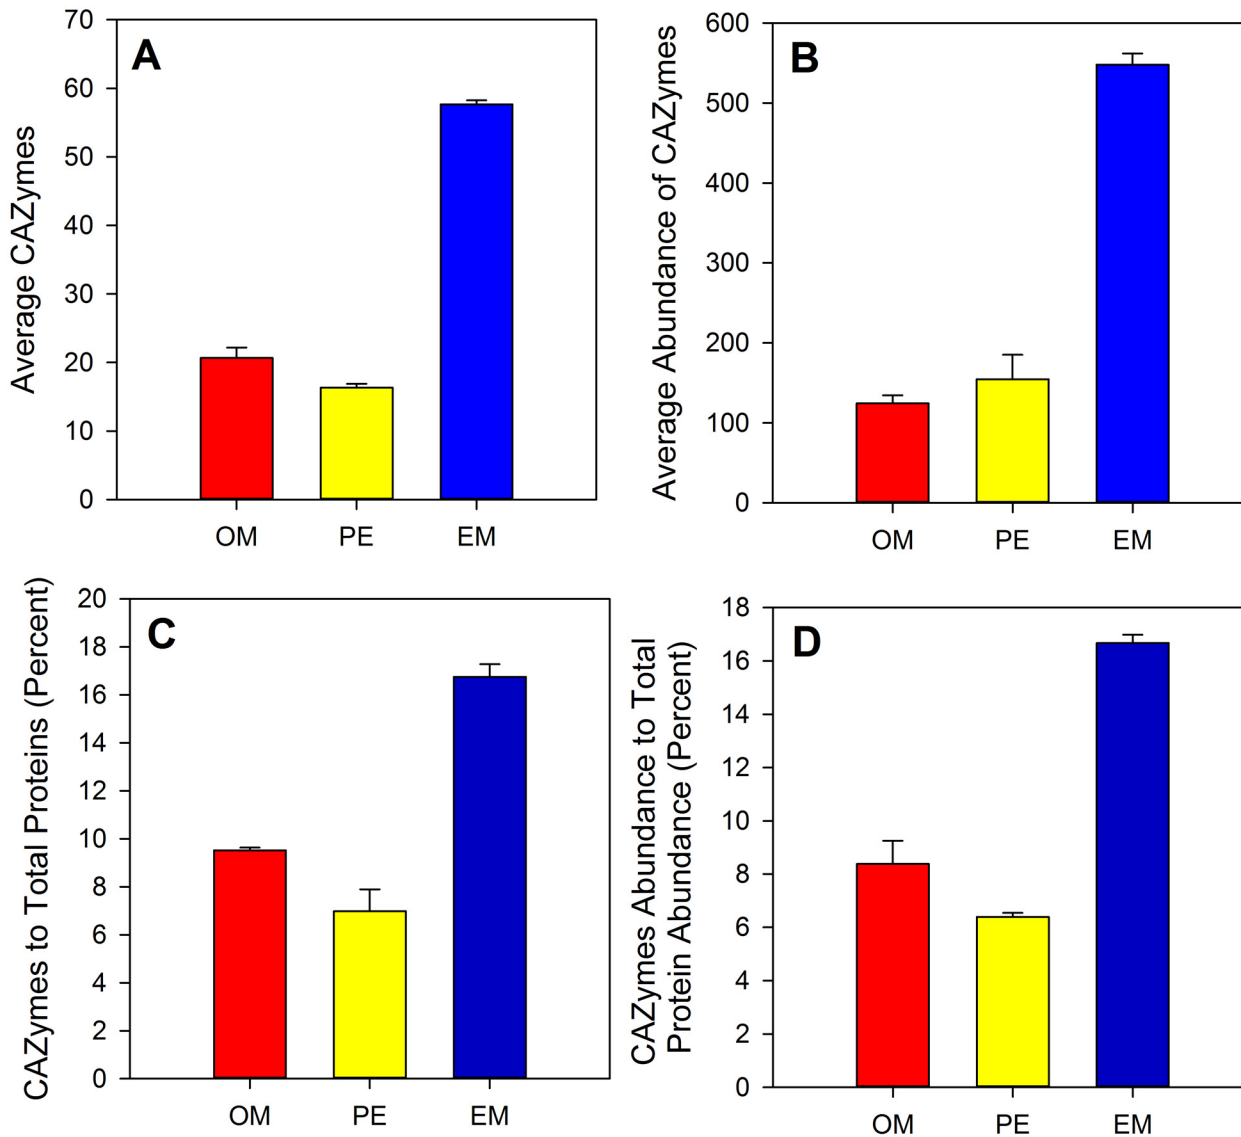 A
Average CAZymes
70
60
50
40
30
20
10
0
OM PE EM
B
Average Abundance of CAZymes
600
500
400
300
200
100
0
OM PE EM
C
CAZymes to Total Proteins (Percent)
20
18
16
14
12
10
8
6
4
2
0
OM PE EM
D
CAZymes Abundance to Total
Protein Abundance (Percent)
18
16
14
12
10
8
6
4
2
0
OM PE EM